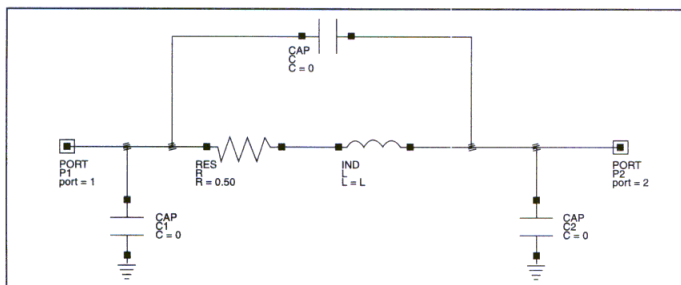 CAP
C
C = 0
PORT
P1
port = 1
RES
R
R = 0.50
IND
L
L = L
PORT
P2
port = 2
CAP
C1
C = 0
CAP
C2
C = 0